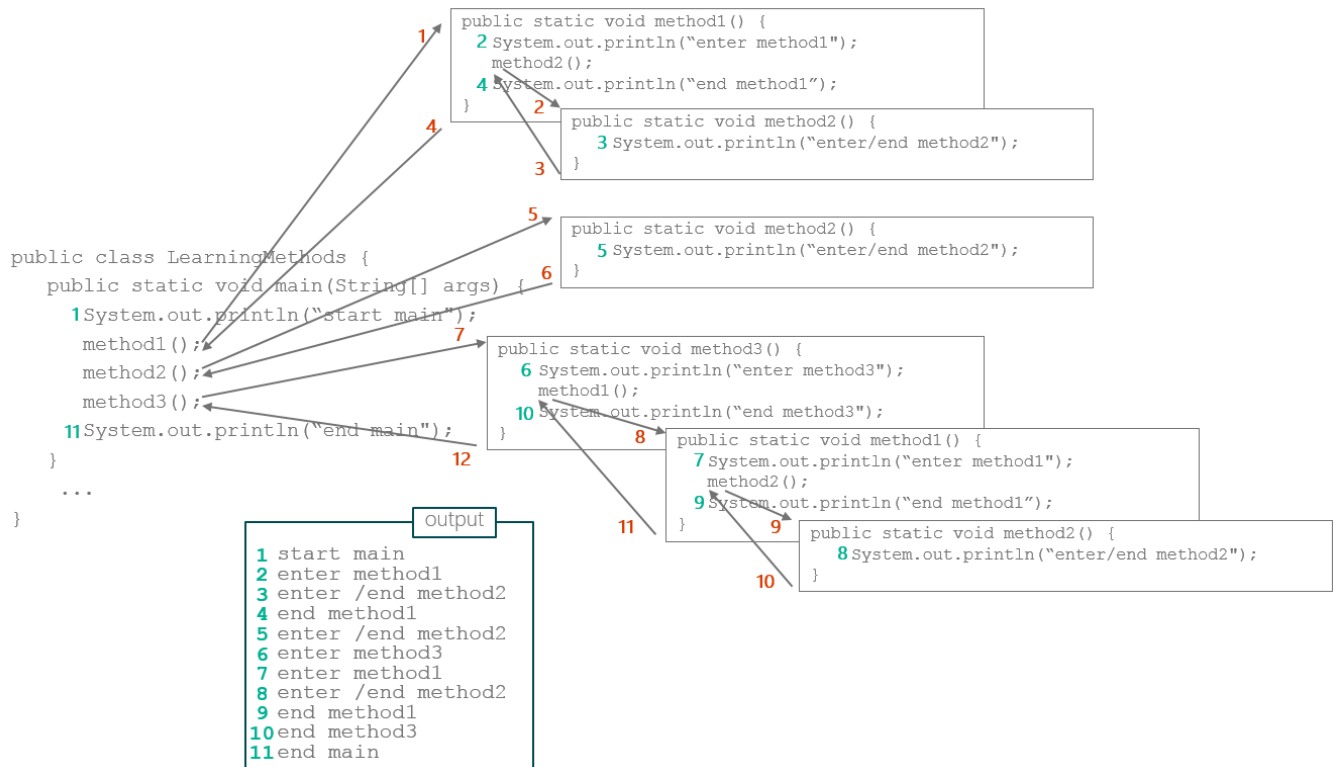 1
public static void method1() {
2 System.out.println(“enter method1");
method2();
4 System.out.println(“end method1”);
}
2
4
public static void method2() {
3 System.out.println(“enter/end method2");
}
3
5
public static void method2() {
5 System.out.println(“enter/end method2");
}
6
public class LearningMethods {
public static void main(String[] args) {
1 System.out.println(“start main");
method1();
method2();
method3();
11 System.out.println(“end main");
}
...
}
7
public static void method3() {
6 System.out.println(“enter method3");
method1();
10 System.out.println(“end method3");
}
8
12
public static void method1() {
7 System.out.println(“enter method1");
method2();
9 System.out.println(“end method1”);
}
11
9
public static void method2() {
8 System.out.println(“enter/end method2");
}
10
output
1 start main
2 enter method1
3 enter /end method2
4 end method1
5 enter /end method2
6 enter method3
7 enter method1
8 enter /end method2
9 end method1
10 end method3
11 end main